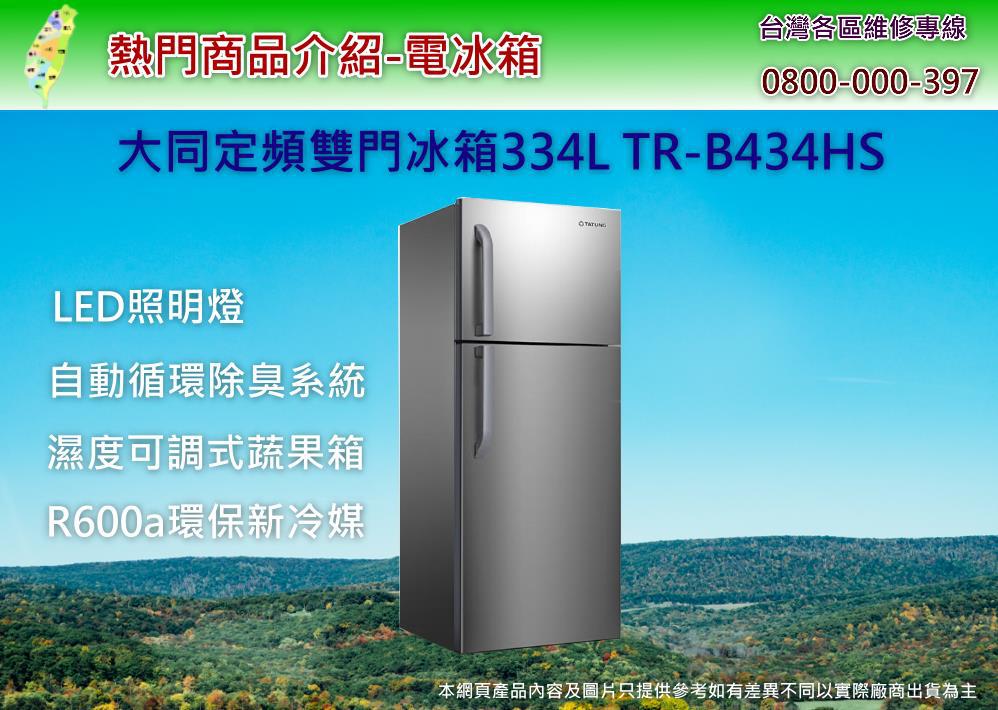 熱門商品介紹-電冰箱
台灣各區維修專線
0800-000-397
大同定頻雙門冰箱334L TR-B434HS
TATUNG
LED照明燈
自動循環除臭系統
濕度可調式蔬果箱
R600a環保新冷媒
本網頁產品內容及圖片只提供參考如有差異不同以實際廠商出貨為主